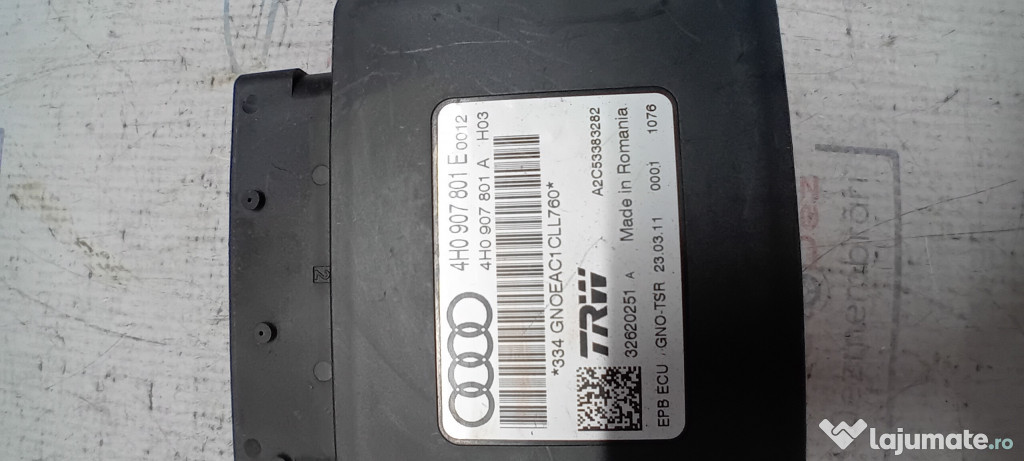 4H0 907 801 E 0012
4H0 907 801 A H03
*334 GNOEAC1CLL760*
TRW
A2C53383282
32620251 A Made in Romania
EPB ECU , GNO-TSR 23.03.11 0001 1076
2
lajumate.ro